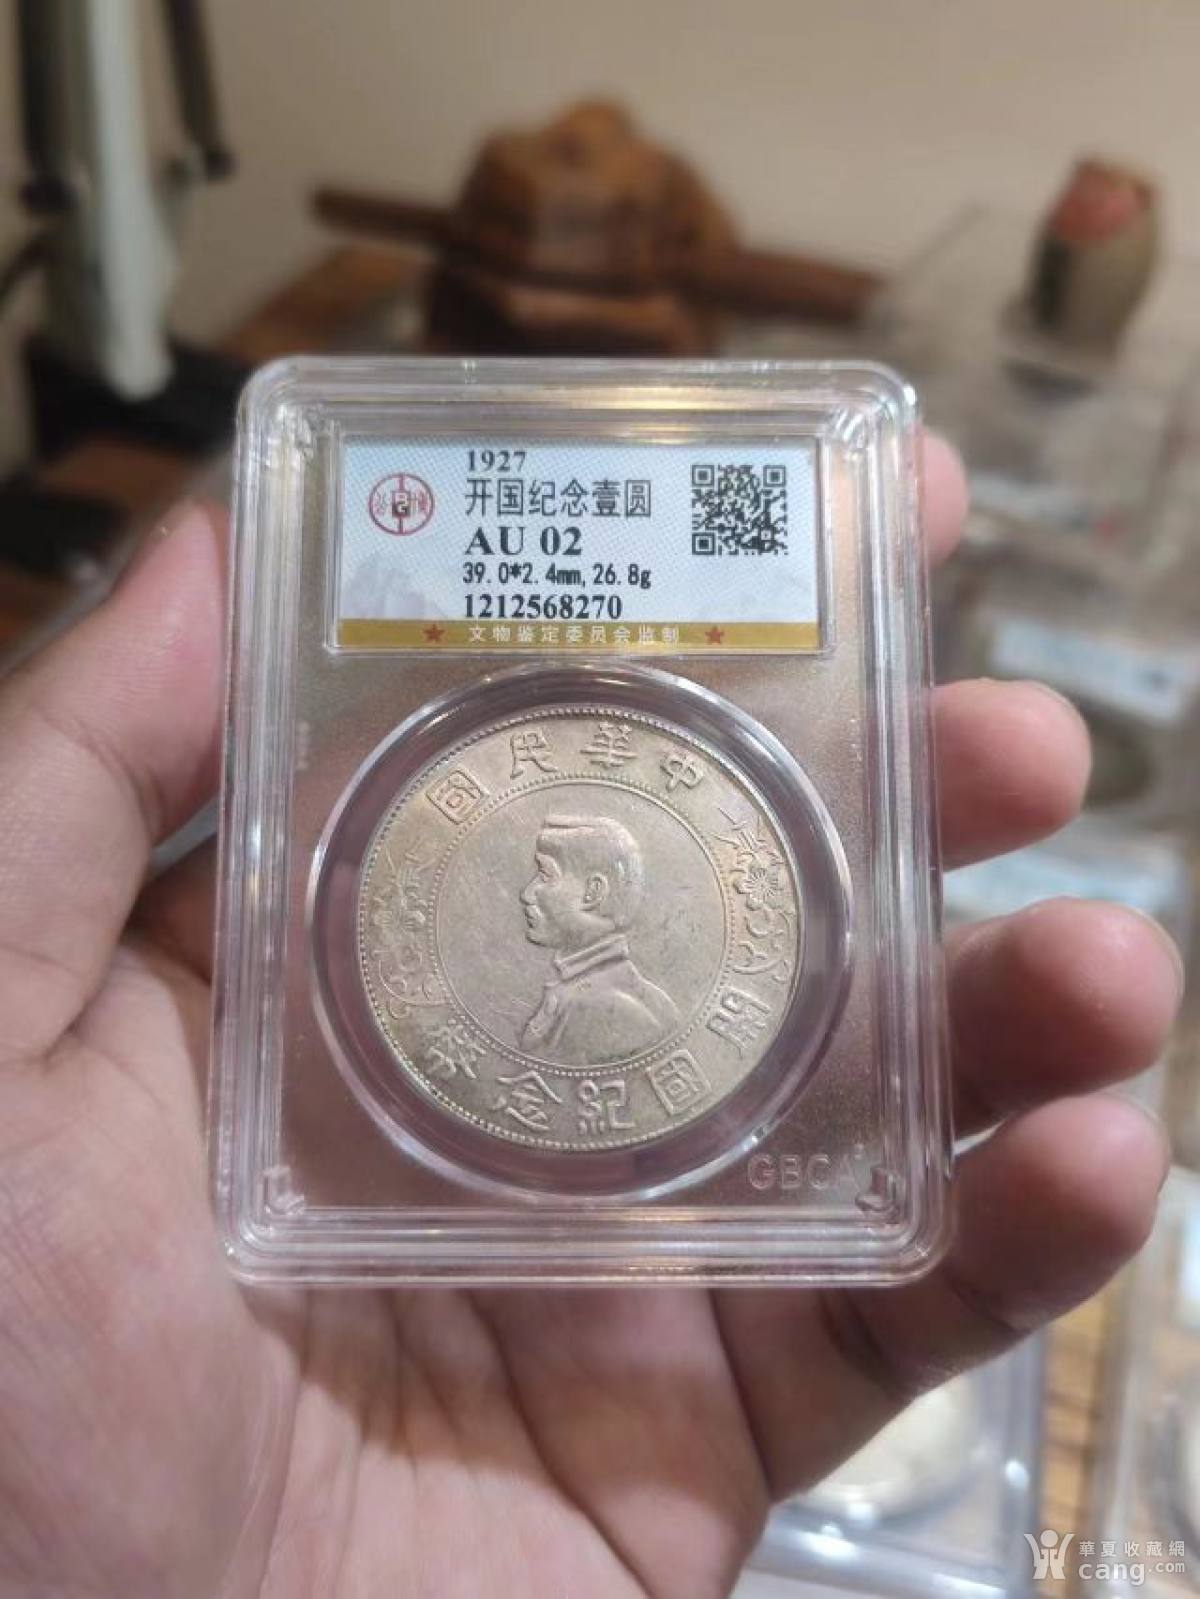 1927
开国纪念壹圆
AU 02
39.0*2.4mm,26.8g
1212568270
★ 文物鉴定委员会监制 ★
公博
中華民國
開國紀念幣
GBCA
華夏收藏網
cang.com